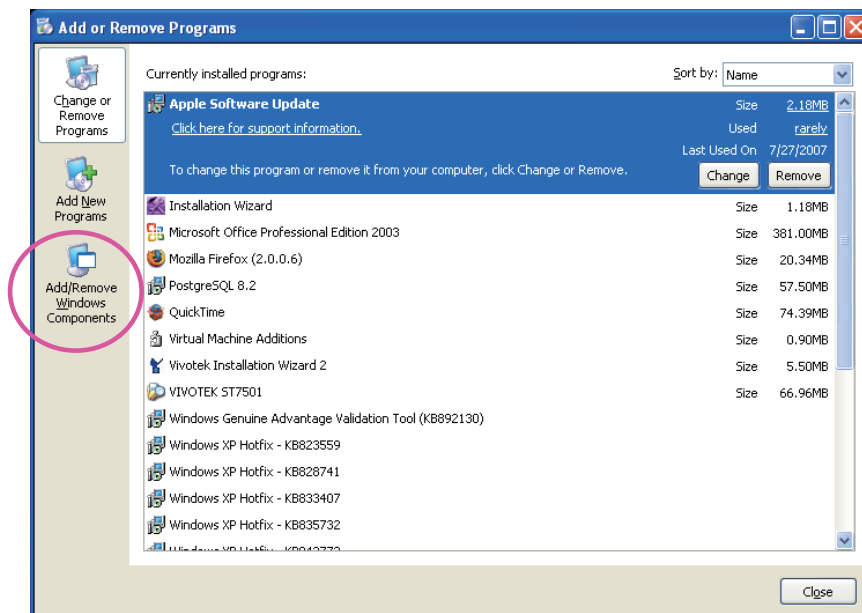 Add or Remove Programs
Change or
Remove
Programs
Add New
Programs
Add/Remove
Windows
Components
Currently installed programs:
Sort by: Name
Apple Software Update Size 2.18MB
Click here for support information. Used rarely
Last Used On 7/27/2007
To change this program or remove it from your computer, click Change or Remove. Change Remove
Installation Wizard Size 1.18MB
Microsoft Office Professional Edition 2003 Size 381.00MB
Mozilla Firefox (2.0.0.6) Size 20.34MB
PostgreSQL 8.2 Size 57.50MB
QuickTime Size 74.39MB
Virtual Machine Additions Size 0.90MB
Vivotek Installation Wizard 2 Size 5.50MB
VIVOTEK ST7501 Size 66.96MB
Windows Genuine Advantage Validation Tool (KB892130)
Windows XP Hotfix - KB823559
Windows XP Hotfix - KB828741
Windows XP Hotfix - KB833407
Windows XP Hotfix - KB835732
Close